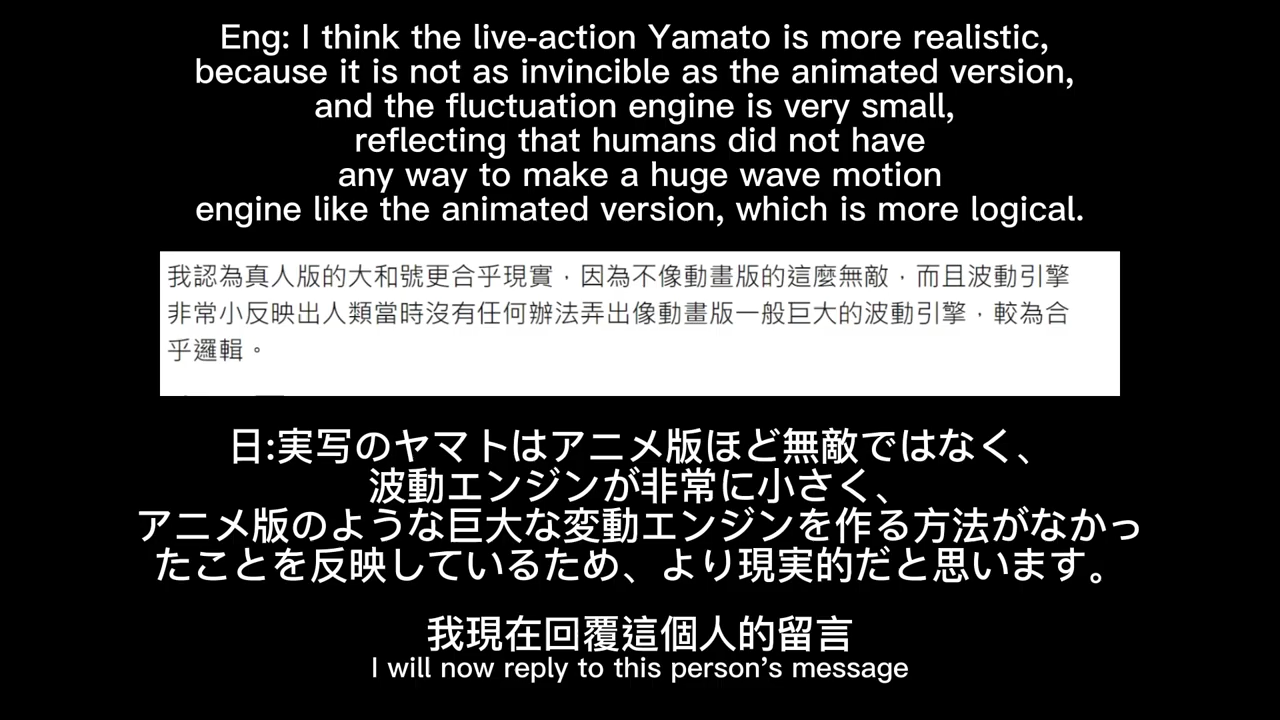 Eng: I think the live-action Yamato is more realistic,
because it is not as invincible as the animated version,
and the fluctuation engine is very small,
reflecting that humans did not have
any way to make a huge wave motion
engine like the animated version, which is more logical.
我認為真人版的大和號更合乎現實，因為不像動畫版的這麼無敵，而且波動引擎
非常小反映出人類當時沒有任何辦法弄出像動畫版一般巨大的波動引擎，較為合
乎邏輯。
日:実写のヤマトはアニメ版ほど無敵ではなく、
波動エンジンが非常に小さく、
アニメ版のような巨大な変動エンジンを作る方法がなかっ
たことを反映しているため、より現実的だと思います。
我現在回覆這個人的留言
I will now reply to this person's message